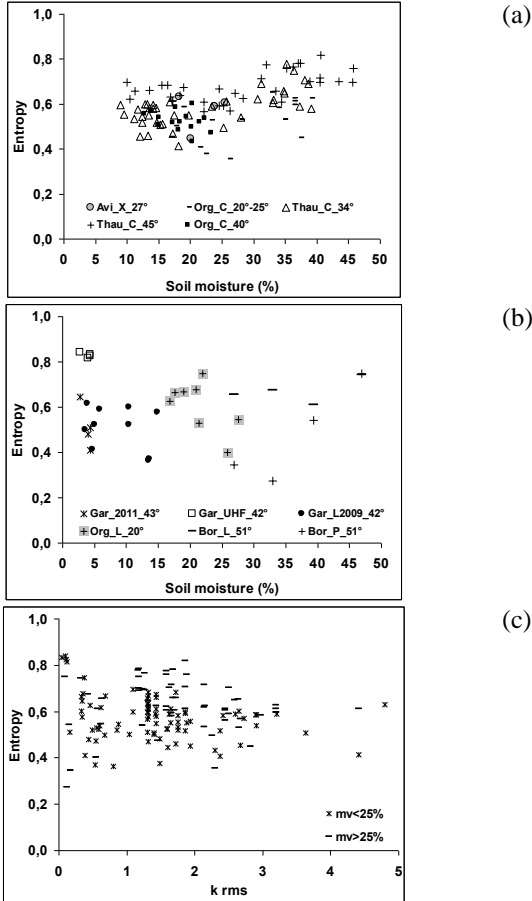 (a)
1,0
0,8
0,6
0,4
0,2
0,0
Entropy
Avi_X_27° Org_C_20°-25° Thau_C_34°
Thau_C_45° Org_C_40°
0 5 10 15 20 25 30 35 40 45 50
Soil moisture (%)
(b)
1,0
0,8
0,6
0,4
0,2
0,0
Entropy
Gar_2011_43° Gar_UHF_42° Gar_L2009_42°
Org_L_20° Bor_L_51° Bor_P_51°
0 5 10 15 20 25 30 35 40 45 50
Soil moisture (%)
(c)
1,0
0,8
0,6
0,4
0,2
0,0
Entropy
mv<25%
mv>25%
0 1 2 3 4 5
k rms